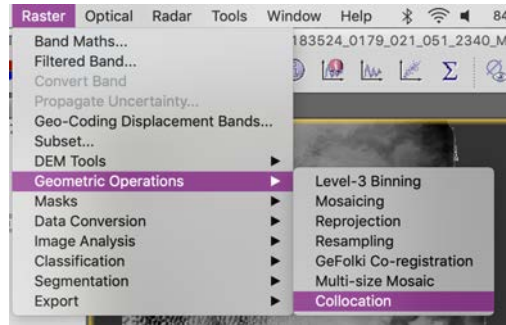 Raster Optical Radar Tools Window Help 84
183524_0179_021_051_2340_M
Band Maths...
Filtered Band...
Convert Band
Propagate Uncertainty...
Geo-Coding Displacement Bands...
Subset...
DEM Tools
Geometric Operations
Masks
Data Conversion
Image Analysis
Classification
Segmentation
Export
Level-3 Binning
Mosaicing
Reprojection
Resampling
GeFolki Co-registration
Multi-size Mosaic
Collocation